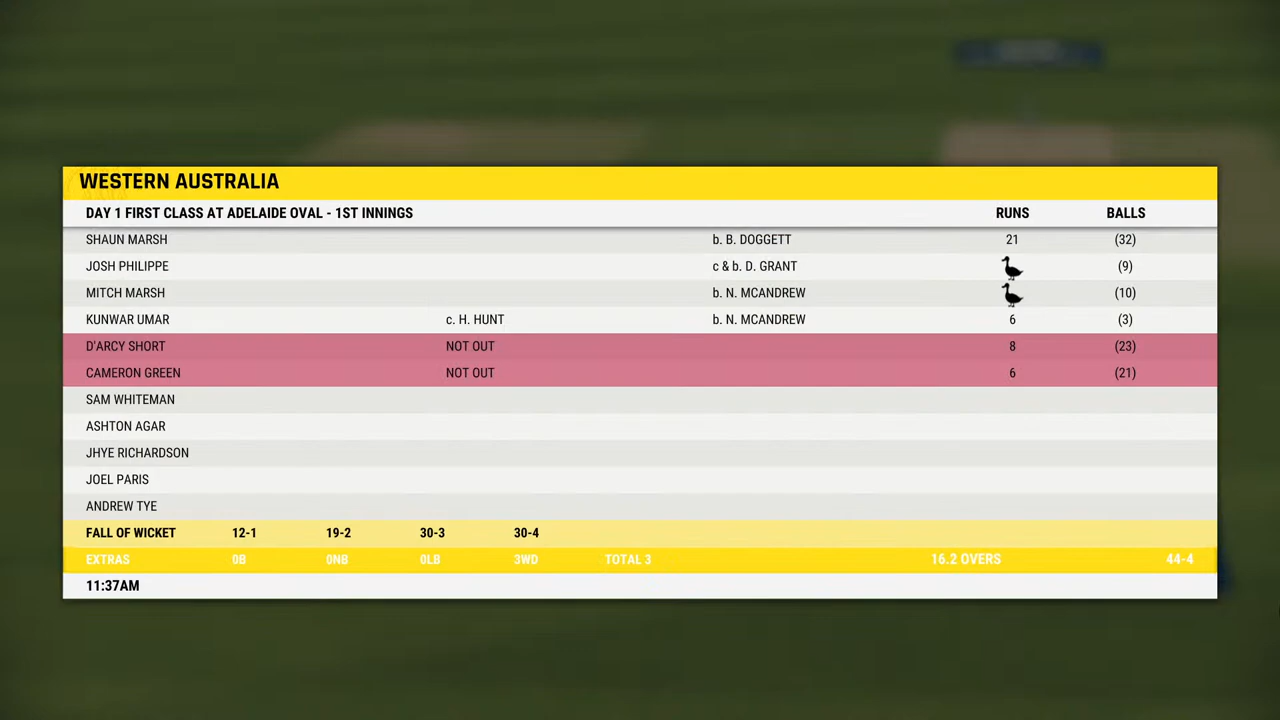 WESTERN AUSTRALIA
DAY 1 FIRST CLASS AT ADELAIDE OVAL - 1ST INNINGS RUNS BALLS
SHAUN MARSH b. B. DOGGETT 21 (32)
JOSH PHILIPPE c & b. D. GRANT (9)
MITCH MARSH b. N. MCANDREW (10)
KUNWAR UMAR c. H. HUNT b. N. MCANDREW 6 (3)
D'ARCY SHORT NOT OUT 8 (23)
CAMERON GREEN NOT OUT 6 (21)
SAM WHITEMAN
ASHTON AGAR
JHYE RICHARDSON
JOEL PARIS
ANDREW TYE
FALL OF WICKET 12-1 19-2 30-3 30-4
EXTRAS 0B 0NB 0LB 3WD TOTAL 3 16.2 OVERS 44-4
11:37AM